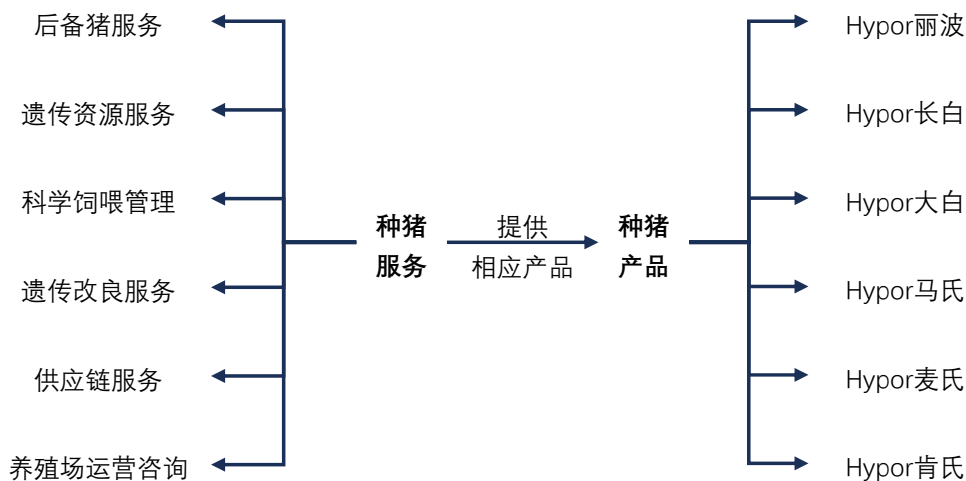 后备猪服务
遗传资源服务
科学饲喂管理
遗传改良服务
供应链服务
养殖场运营咨询
种猪
服务
提供
相应产品
种猪
产品
Hypor丽波
Hypor长白
Hypor大白
Hypor马氏
Hypor麦氏
Hypor肯氏